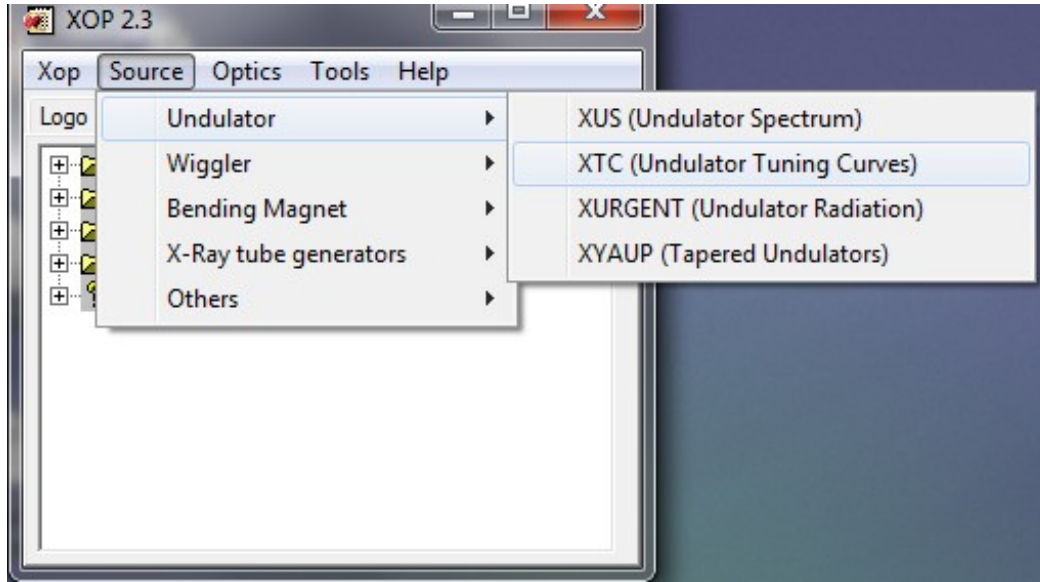 XOP 2.3
Xop Source Optics Tools Help
Logo
Undulator
Wiggler
Bending Magnet
X-Ray tube generators
Others
XUS (Undulator Spectrum)
XTC (Undulator Tuning Curves)
XURGENT (Undulator Radiation)
XYAUP (Tapered Undulators)